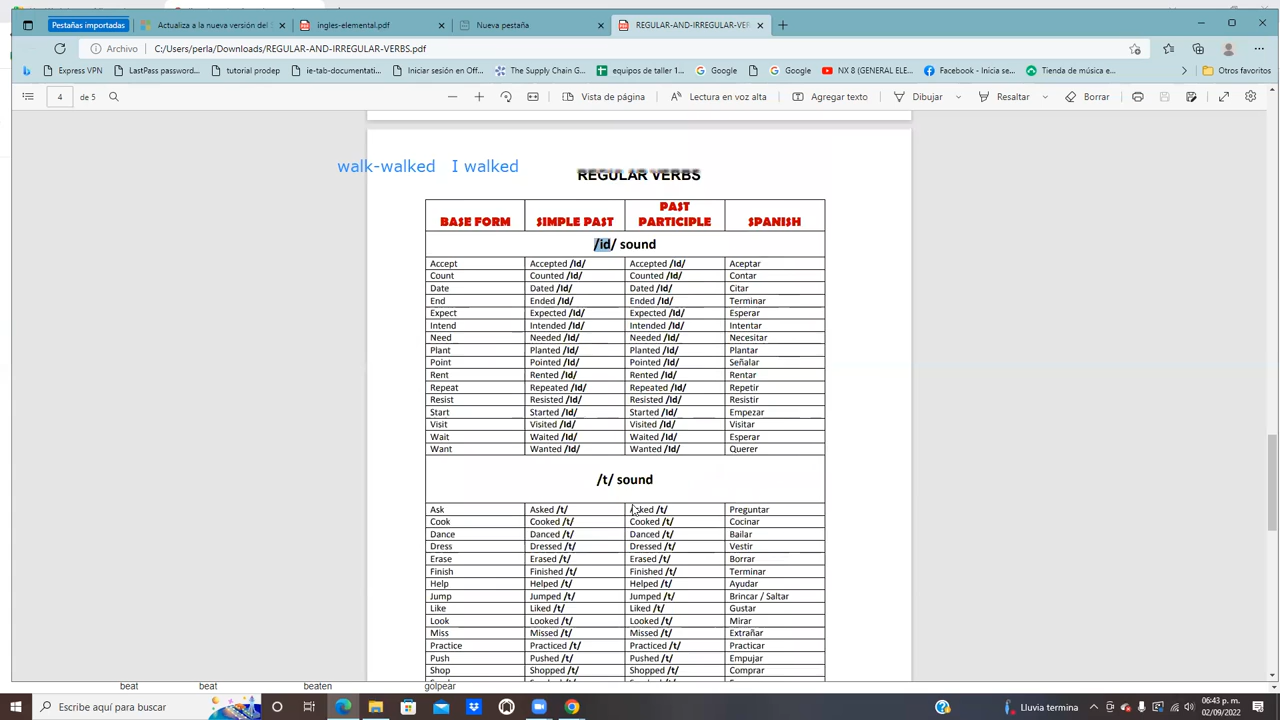 Pestañas importadas
Actualiza a la nueva versión del
ingles-elemental.pdf
Nueva pestaña
REGULAR-AND-IRREGULAR-VER
Archivo C:/Users/perla/Downloads/REGULAR-AND-IRREGULAR-VERBS.pdf
Express VPN LastPass password... tutorial prodep ie-tab-documentati... Iniciar sesión en Off... The Supply Chain G... equipos de taller 1... Google Google NX 8 (GENERAL ELE... Facebook - Inicia se... Tienda de música e... Otros favoritos
4 de 5 Vista de página Lectura en voz alta Agregar texto Dibujar Resaltar Borrar
walk-walked I walked
REGULAR VERBS
BASE FORM SIMPLE PAST PAST PARTICIPLE SPANISH
/id/ sound
Accept Accepted /Id/ Accepted /Id/ Aceptar
Count Counted /Id/ Counted /Id/ Contar
Date Dated /Id/ Dated /Id/ Citar
End Ended /Id/ Ended /Id/ Terminar
Expect Expected /Id/ Expected /Id/ Esperar
Intend Intended /Id/ Intended /Id/ Intentar
Need Needed /Id/ Needed /Id/ Necesitar
Plant Planted /Id/ Planted /Id/ Plantar
Point Pointed /Id/ Pointed /Id/ Señalar
Rent Rented /Id/ Rented /Id/ Rentar
Repeat Repeated /Id/ Repeated /Id/ Repetir
Resist Resisted /Id/ Resisted /Id/ Resistir
Start Started /Id/ Started /Id/ Empezar
Visit Visited /Id/ Visited /Id/ Visitar
Wait Waited /Id/ Waited /Id/ Esperar
Want Wanted /Id/ Wanted /Id/ Querer
/t/ sound
Ask Asked /t/ Asked /t/ Preguntar
Cook Cooked /t/ Cooked /t/ Cocinar
Dance Danced /t/ Danced /t/ Bailar
Dress Dressed /t/ Dressed /t/ Vestir
Erase Erased /t/ Erased /t/ Borrar
Finish Finished /t/ Finished /t/ Terminar
Help Helped /t/ Helped /t/ Ayudar
Jump Jumped /t/ Jumped /t/ Brincar / Saltar
Like Liked /t/ Liked /t/ Gustar
Look Looked /t/ Looked /t/ Mirar
Miss Missed /t/ Missed /t/ Extrañar
Practice Practiced /t/ Practiced /t/ Practicar
Push Pushed /t/ Pushed /t/ Empujar
Shop Shopped /t/ Shopped /t/ Comprar
beat beat beaten golpear
Escribe aquí para buscar
Lluvia termina
06:43 p. m.
02/09/2022